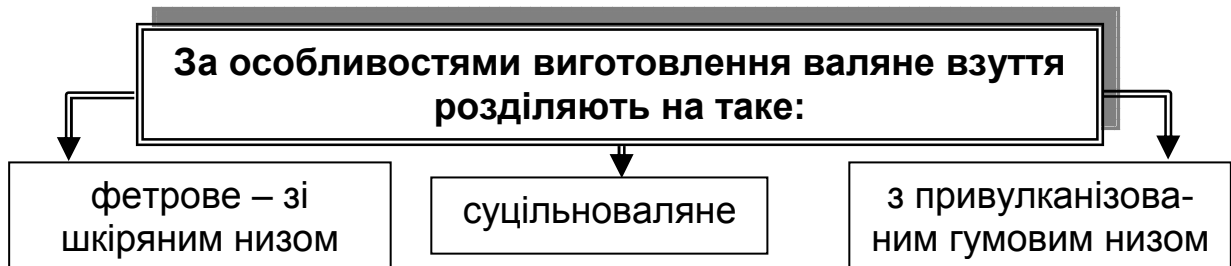 За особливостями виготовлення валяне взуття
розділяють на таке:
фетрове – зі
шкіряним низом
суцільноваляне
з привулканізова-
ним гумовим низом